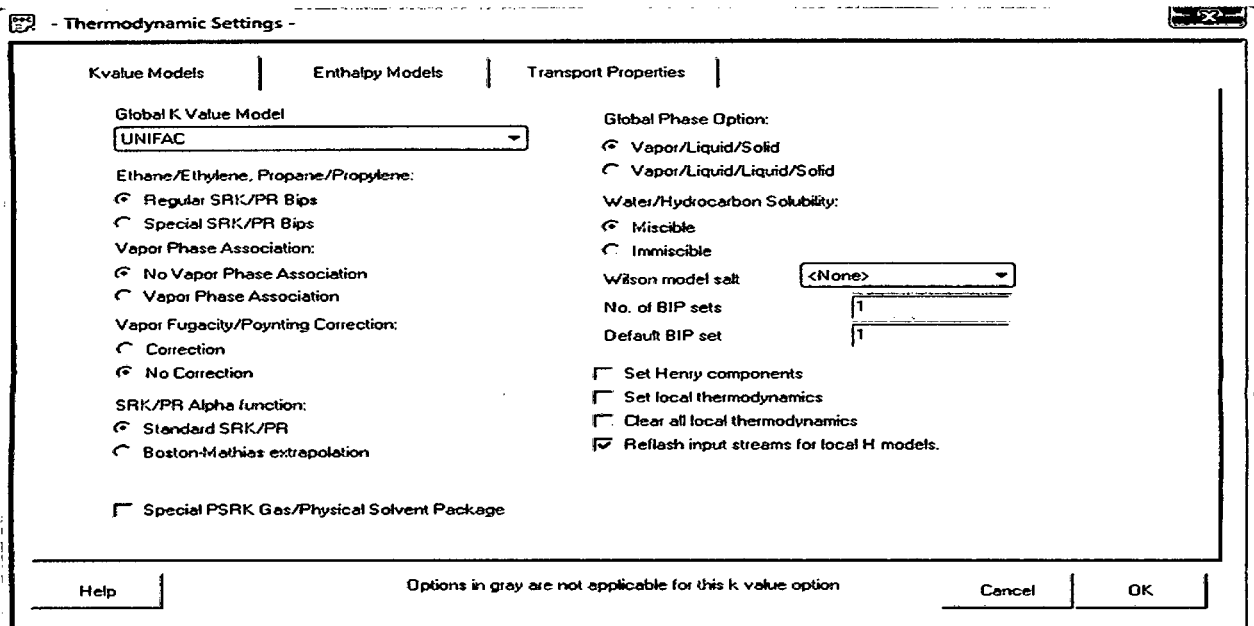 - Thermodynamic Settings -
Kvalue Models
Enthalpy Models
Transport Properties
Global K Value Model
UNIFAC
Ethane/Ethylene, Propane/Propylene:
Regular SRK/PR Bips
Special SRK/PR Bips
Vapor Phase Association:
No Vapor Phase Association
Vapor Phase Association
Vapor Fugacity/Poynting Correction:
Correction
No Correction
SRK/PR Alpha function:
Standard SRK/PR
Boston-Mathias extrapolation
Special PSRK Gas/Physical Solvent Package
Global Phase Option:
Vapor/Liquid/Solid
Vapor/Liquid/Liquid/Solid
Water/Hydrocarbon Solubility:
Miscible
Immiscible
Wilson model salt <None>
No. of BIP sets 1
Default BIP set 1
Set Henry components
Set local thermodynamics
Clear all local thermodynamics
Reflash input streams for local H models.
Help
Options in gray are not applicable for this k value option
Cancel
OK